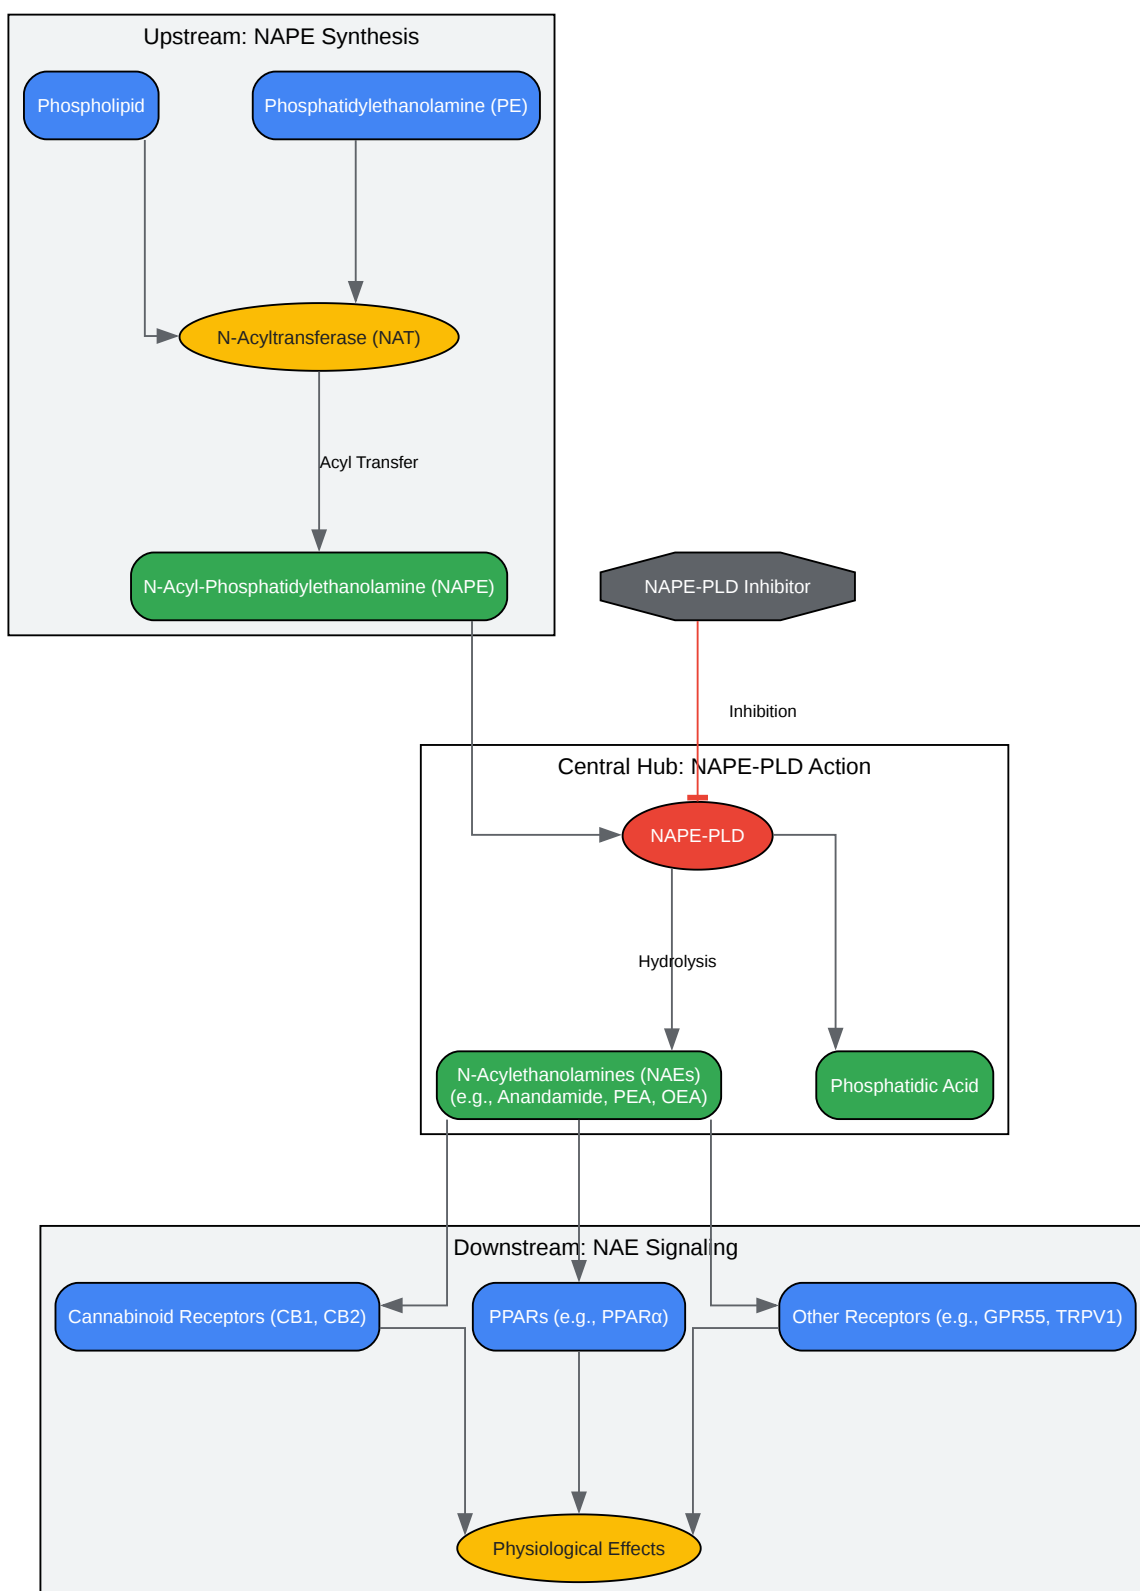 Upstream: NAPE Synthesis
Phospholipid
Phosphatidylethanolamine (PE)
N-Acyltransferase (NAT)
Acyl Transfer
N-Acyl-Phosphatidylethanolamine (NAPE)
NAPE-PLD Inhibitor
Inhibition
Central Hub: NAPE-PLD Action
NAPE-PLD
Hydrolysis
N-Acylethanolamines (NAEs)
(e.g., Anandamide, PEA, OEA)
Phosphatidic Acid
Downstream: NAE Signaling
Cannabinoid Receptors (CB1, CB2)
PPARs (e.g., PPARα)
Other Receptors (e.g., GPR55, TRPV1)
Physiological Effects